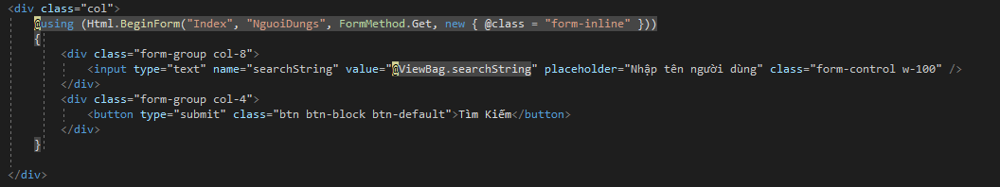 <div class="col">
@using (Html.BeginForm("Index", "NguoiDungs", FormMethod.Get, new { @class = "form-inline" }))
{
<div class="form-group col-8">
<input type="text" name="searchString" value="@ViewBag.searchString" placeholder="Nhập tên người dùng" class="form-control w-100" />
</div>
<div class="form-group col-4">
<button type="submit" class="btn btn-block btn-default">Tìm Kiếm</button>
</div>
}
</div>